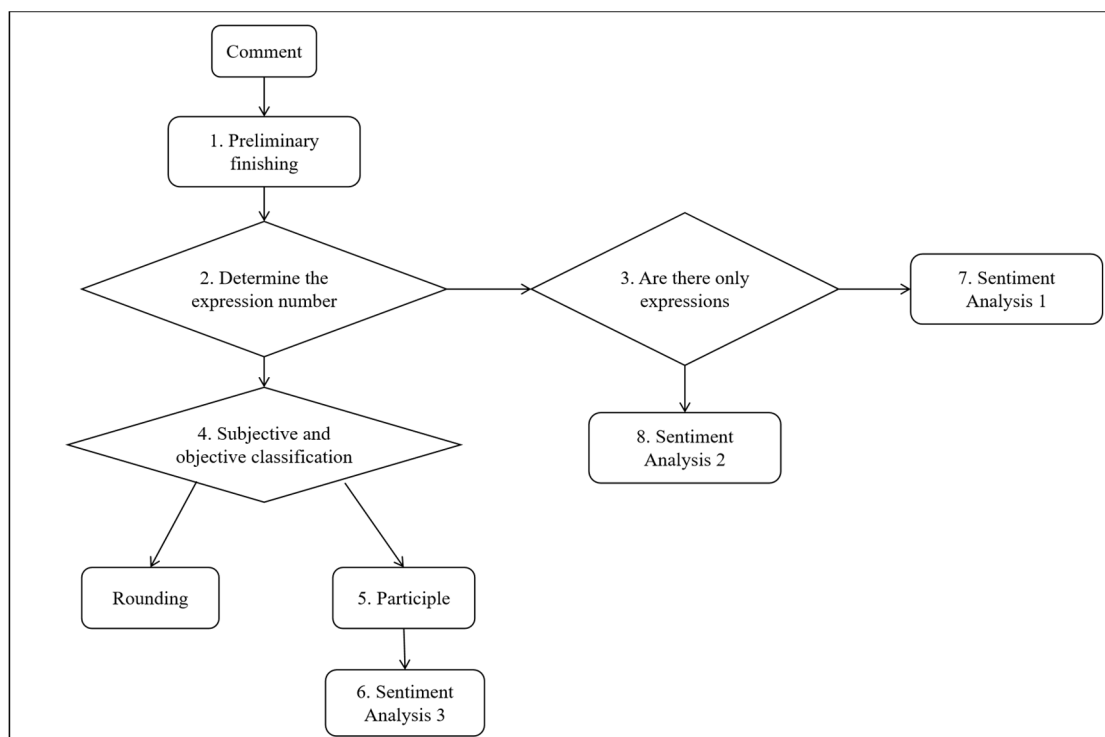 Comment
1. Preliminary
finishing
2. Determine the
expression number
3. Are there only
expressions
7. Sentiment
Analysis 1
4. Subjective and
objective classification
8. Sentiment
Analysis 2
Rounding
5. Participle
6. Sentiment
Analysis 3